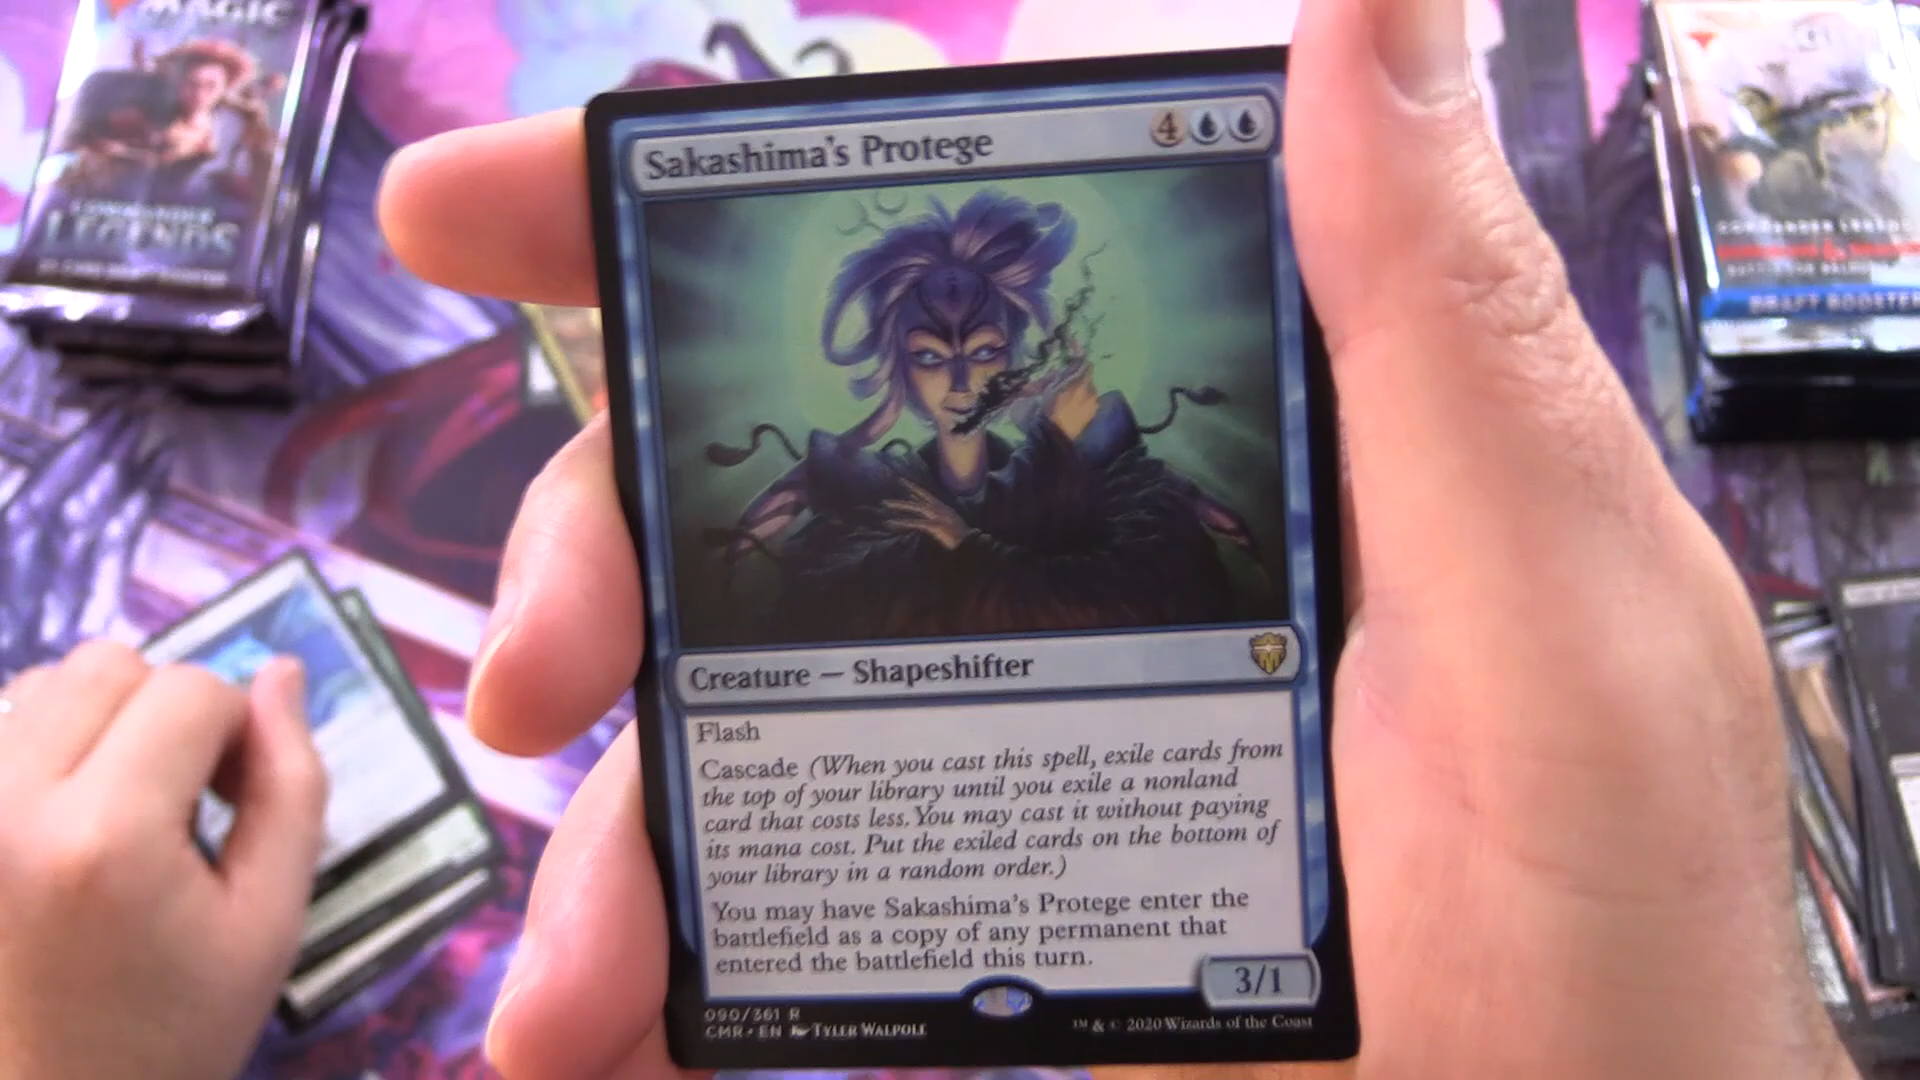 MAGIC
COMMANDER
LEGENDS
Sakashima's Protege
4
Creature — Shapeshifter
Flash
Cascade (When you cast this spell, exile cards from
the top of your library until you exile a nonland
card that costs less. You may cast it without paying
its mana cost. Put the exiled cards on the bottom of
your library in a random order.)
You may have Sakashima's Protege enter the
battlefield as a copy of any permanent that
entered the battlefield this turn.
3/1
090/361 R
CMR • EN TYLER WALPOLE
™ & © 2020 Wizards of the Coast
DRAFT BOOSTER